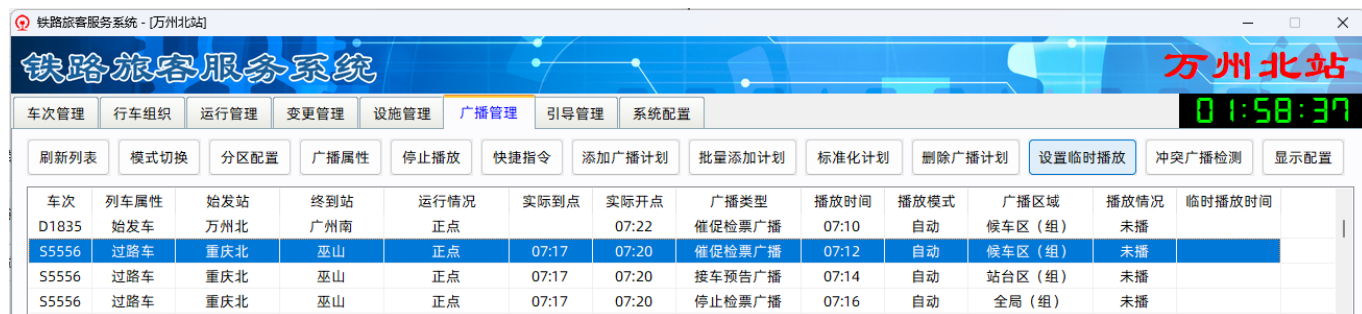 铁路旅客服务系统 - [万州北站]
铁路旅客服务系统 万州北站
车次管理 行车组织 运行管理 变更管理 设施管理 广播管理 引导管理 系统配置 01:58:37
刷新列表 模式切换 分区配置 广播属性 停止播放 快捷指令 添加广播计划 批量添加计划 标准化计划 删除广播计划 设置临时播放 冲突广播检测 显示配置
车次 列车属性 始发站 终到站 运行情况 实际到点 实际开点 广播类型 播放时间 播放模式 广播区域 播放情况 临时播放时间
D1835 始发车 万州北 广州南 正点 07:22 催促检票广播 07:10 自动 候车区（组） 未播
S5556 过路车 重庆北 巫山 正点 07:17 07:20 催促检票广播 07:12 自动 候车区（组） 未播
S5556 过路车 重庆北 巫山 正点 07:17 07:20 接车预告广播 07:14 自动 站台区（组） 未播
S5556 过路车 重庆北 巫山 正点 07:17 07:20 停止检票广播 07:16 自动 全局（组） 未播